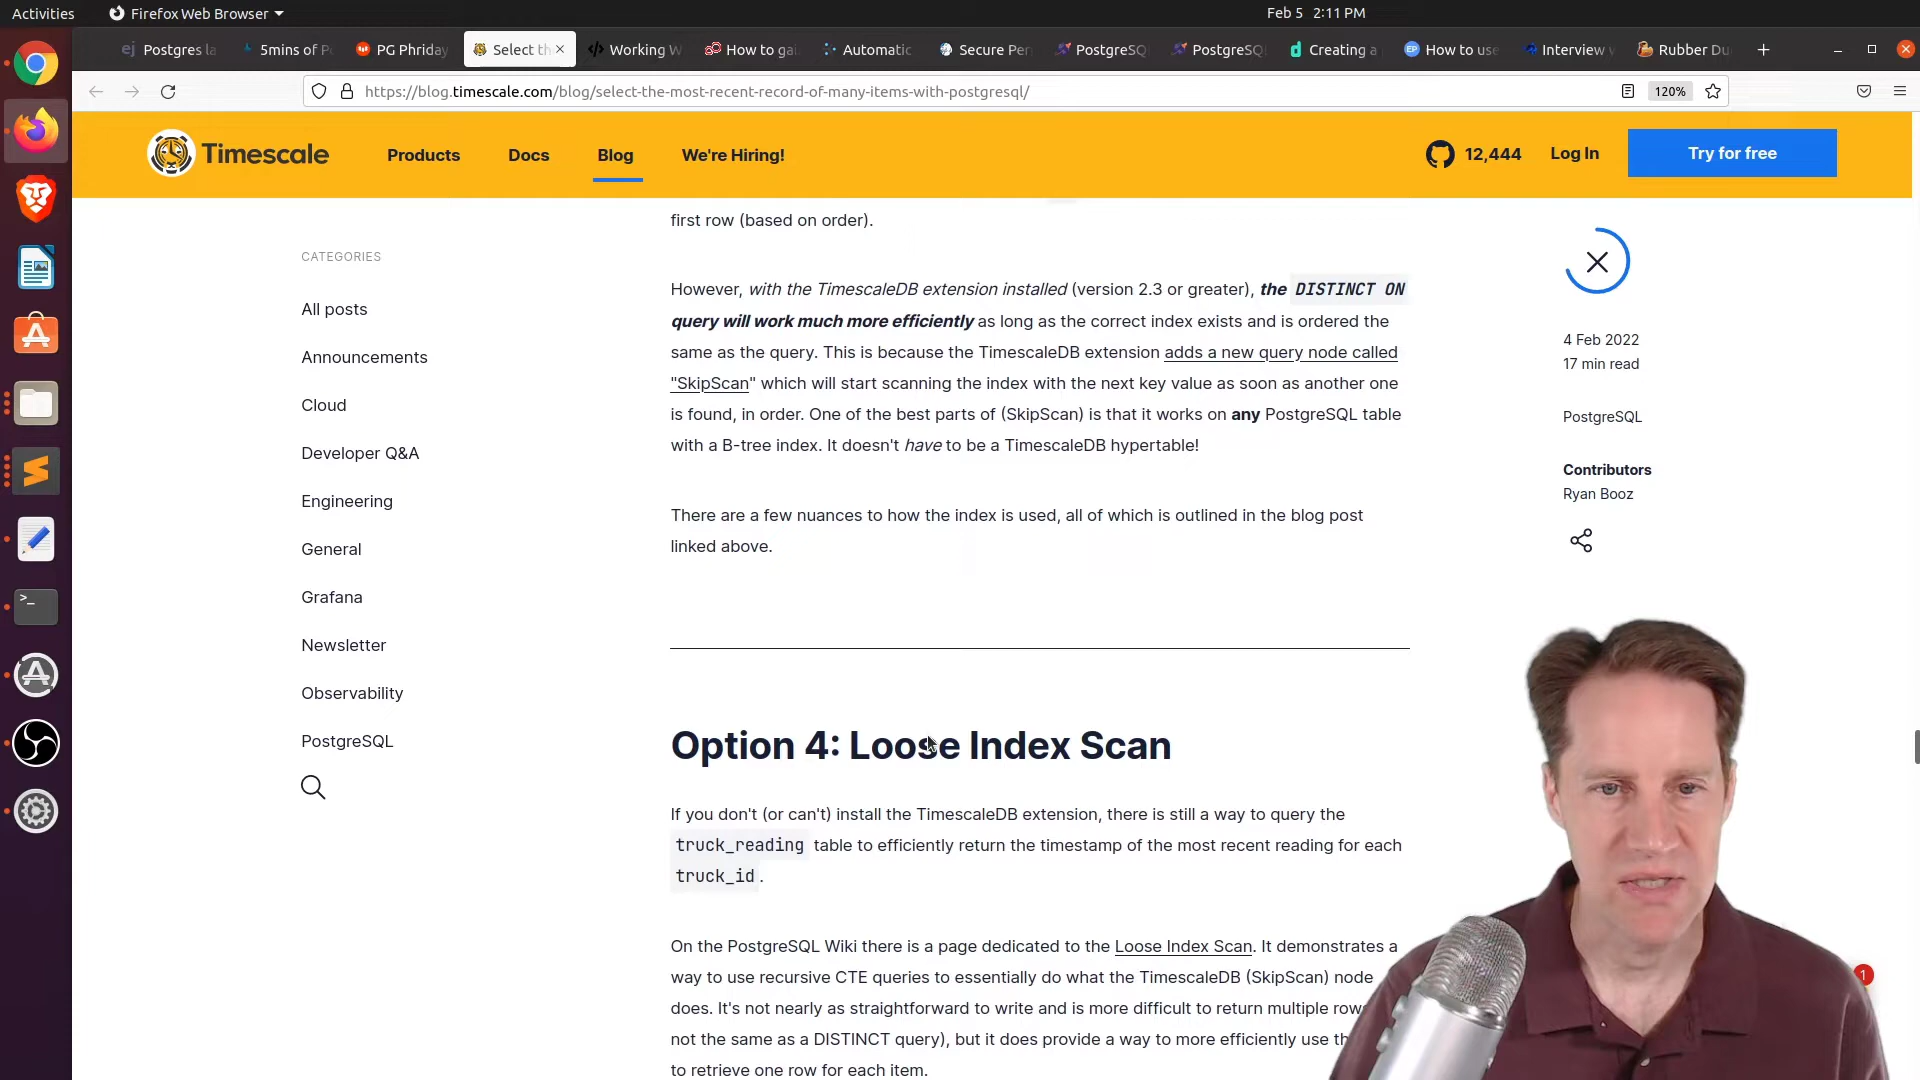 Activities
Firefox Web Browser
Feb 5 2:11 PM
Postgres la
5mins of P
PG Phriday
Select th
Working W
How to gai
Automatic
Secure Per
PostgreSQ
PostgreSQ
Creating a
How to use
Interview y
Rubber Du
https://blog.timescale.com/blog/select-the-most-recent-record-of-many-items-with-postgresql/
120%
Timescale
Products
Docs
Blog
We're Hiring!
12,444
Log In
Try for free
CATEGORIES
All posts
Announcements
Cloud
Developer Q&A
Engineering
General
Grafana
Newsletter
Observability
PostgreSQL
first row (based on order).
However, with the TimescaleDB extension installed (version 2.3 or greater), the DISTINCT ON
query will work much more efficiently as long as the correct index exists and is ordered the
same as the query. This is because the TimescaleDB extension adds a new query node called
"SkipScan" which will start scanning the index with the next key value as soon as another one
is found, in order. One of the best parts of (SkipScan) is that it works on any PostgreSQL table
with a B-tree index. It doesn't have to be a TimescaleDB hypertable!
There are a few nuances to how the index is used, all of which is outlined in the blog post
linked above.
Option 4: Loose Index Scan
If you don't (or can't) install the TimescaleDB extension, there is still a way to query the
truck_reading table to efficiently return the timestamp of the most recent reading for each
truck_id.
On the PostgreSQL Wiki there is a page dedicated to the Loose Index Scan. It demonstrates a
way to use recursive CTE queries to essentially do what the TimescaleDB (SkipScan) node
does. It's not nearly as straightforward to write and is more difficult to return multiple row
not the same as a DISTINCT query), but it does provide a way to more efficiently use th
to retrieve one row for each item.
4 Feb 2022
17 min read
PostgreSQL
Contributors
Ryan Booz
1